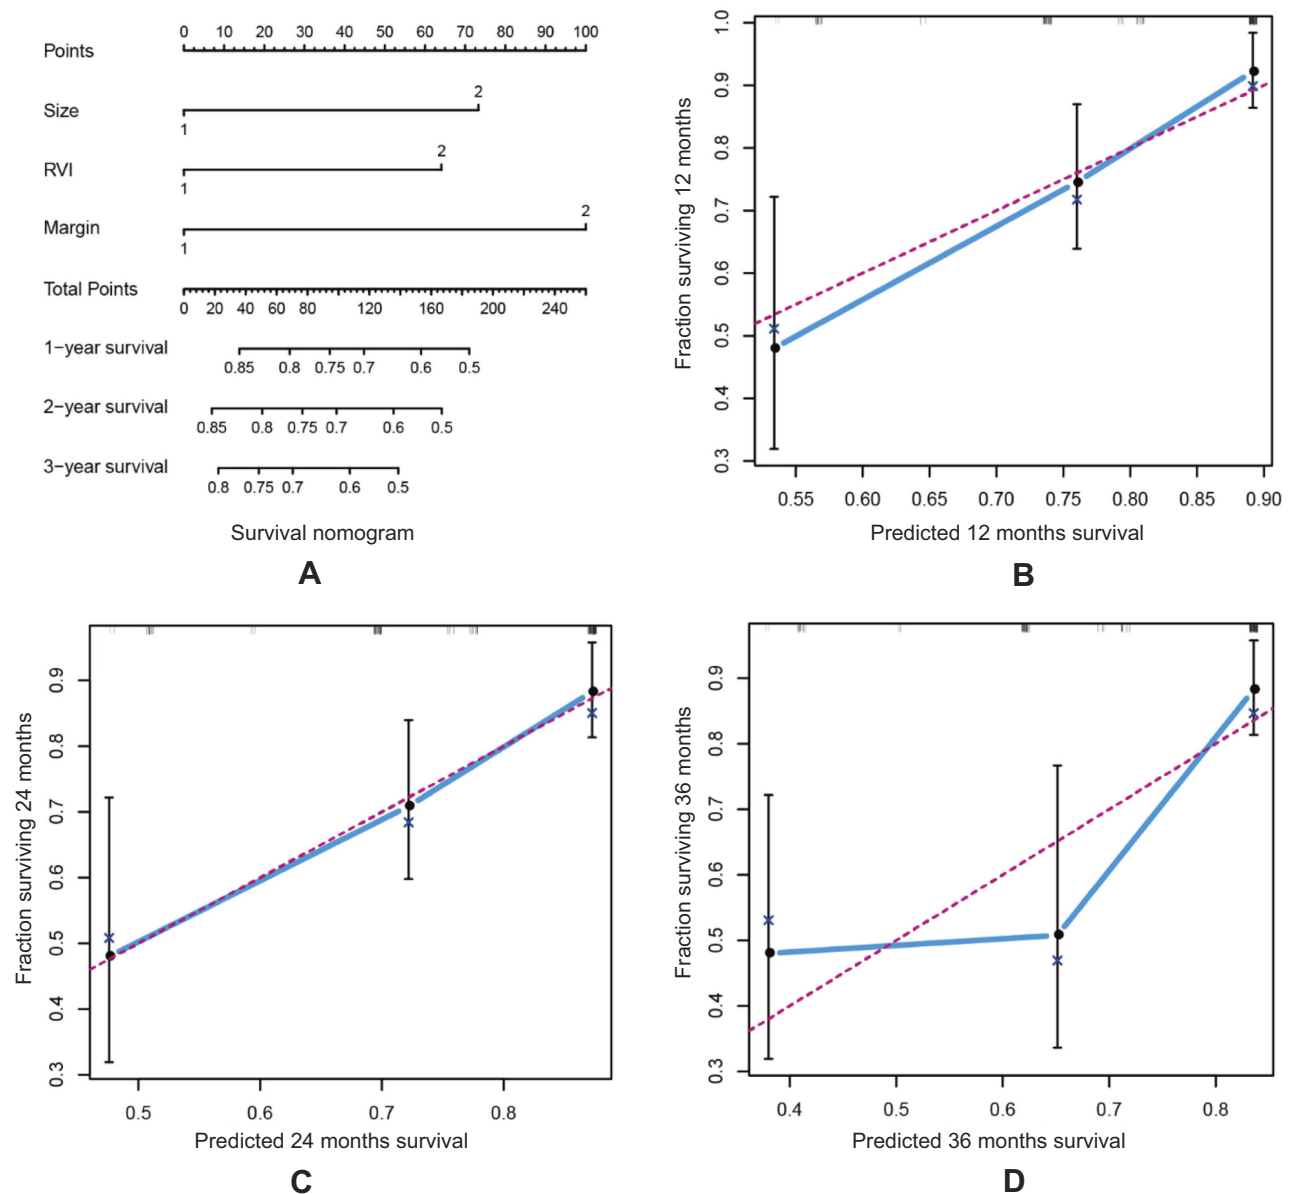 0 10 20 30 40 50 60 70 80 90 100
Points
2
Size
1
2
RVI
1
2
Margin
1
Total Points
0 20 40 60 80 120 160 200 240
1−year survival
0.85 0.8 0.75 0.7 0.6 0.5
2−year survival
0.85 0.8 0.75 0.7 0.6 0.5
3−year survival
0.8 0.75 0.7 0.6 0.5
Survival nomogram
A
Fraction surviving 12 months
1.0
0.9
0.8
0.7
0.6
0.5
0.4
0.3
0.55 0.60 0.65 0.70 0.75 0.80 0.85 0.90
Predicted 12 months survival
B
Fraction surviving 24 months
0.9
0.8
0.7
0.6
0.5
0.4
0.3
0.5 0.6 0.7 0.8
Predicted 24 months survival
C
Fraction surviving 36 months
0.9
0.8
0.7
0.6
0.5
0.4
0.3
0.4 0.5 0.6 0.7 0.8
Predicted 36 months survival
D